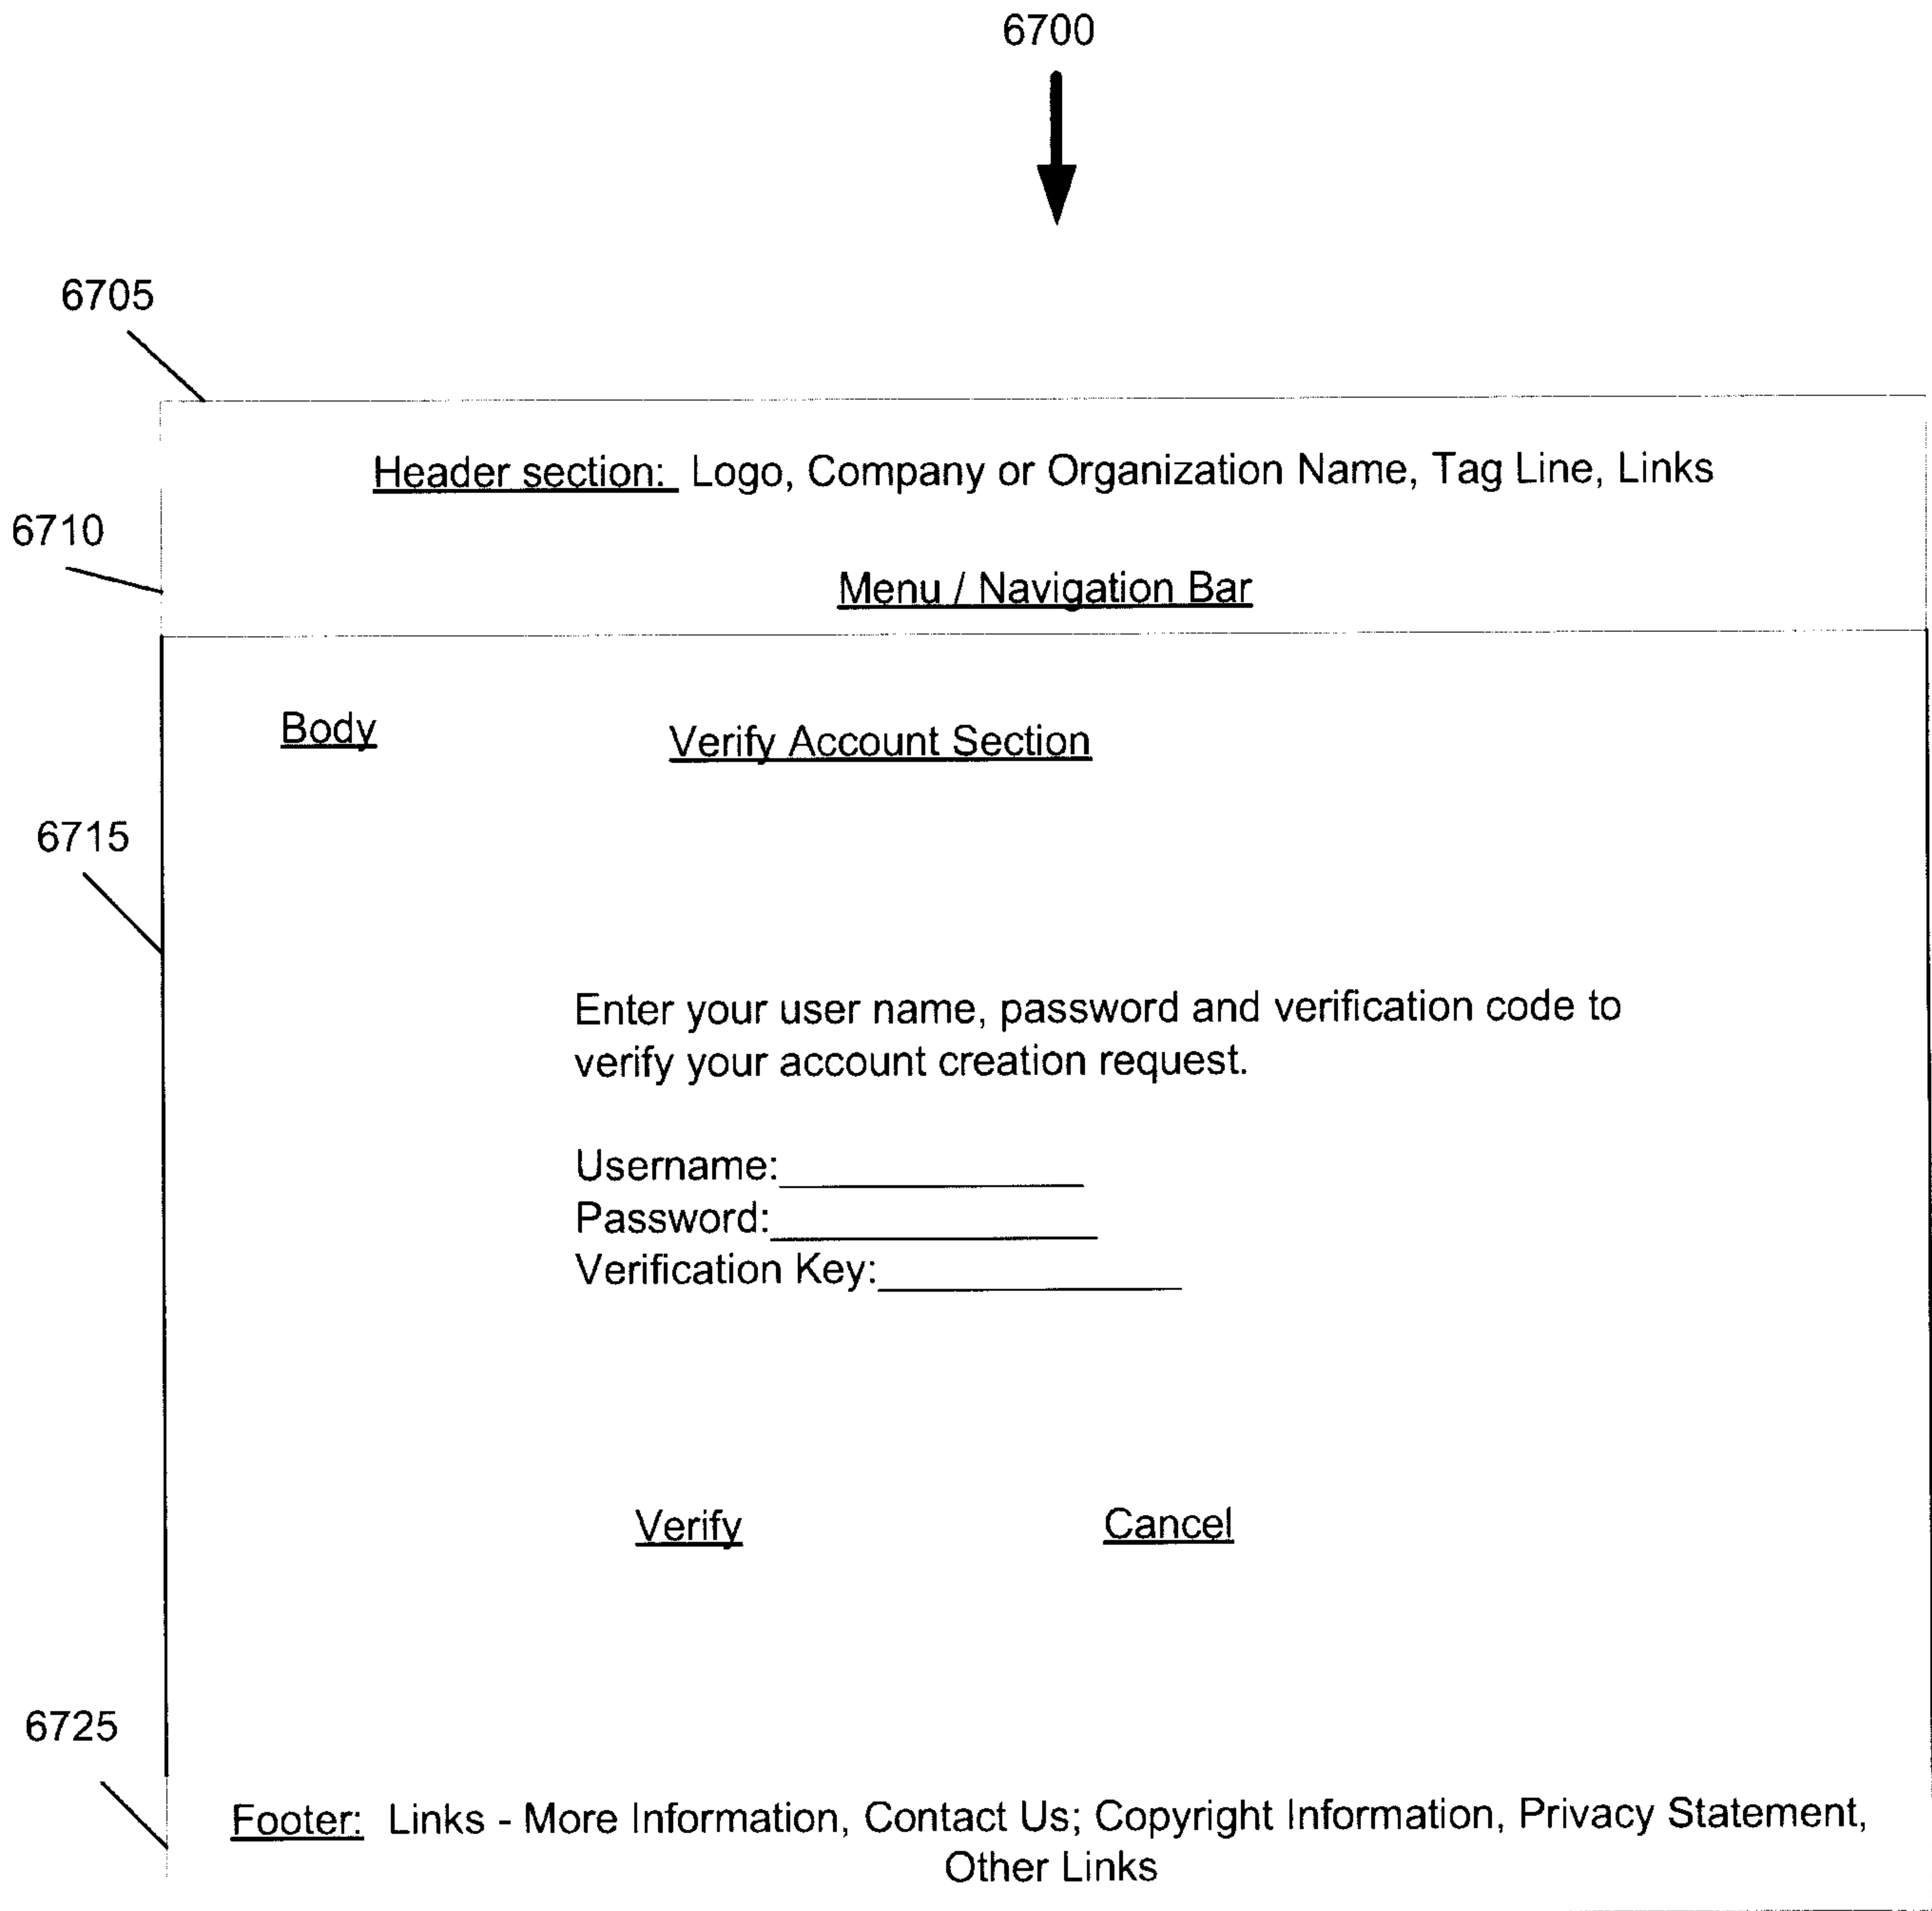 6700
6705
Header section: Logo, Company or Organization Name, Tag Line, Links
6710
Menu / Navigation Bar
Body
Verify Account Section
6715
Enter your user name, password and verification code to
verify your account creation request.
Username:
Password:
Verification Key:
Verify
Cancel
6725
Footer: Links - More Information, Contact Us; Copyright Information, Privacy Statement,
Other Links